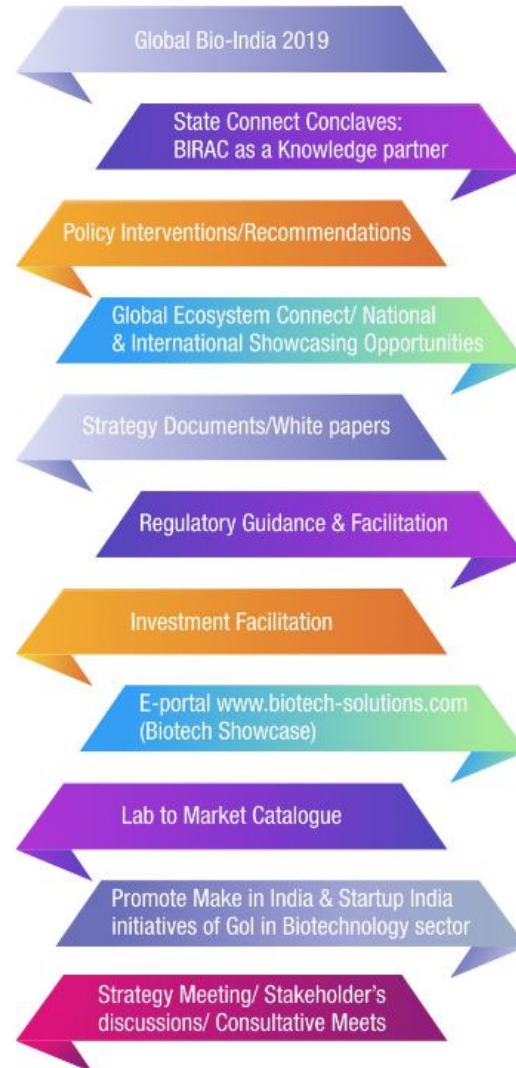 Global Bio-India 2019
State Connect Conclaves:
BIRAC as a Knowledge partner
Policy Interventions/Recommendations
Global Ecosystem Connect/ National
& International Showcasing Opportunities
Strategy Documents/White papers
Regulatory Guidance & Facilitation
Investment Facilitation
E-portal www.biotech-solutions.com
(Biotech Showcase)
Lab to Market Catalogue
Promote Make in India & Startup India
initiatives of GoI in Biotechnology sector
Strategy Meeting/ Stakeholder's
discussions/ Consultative Meets